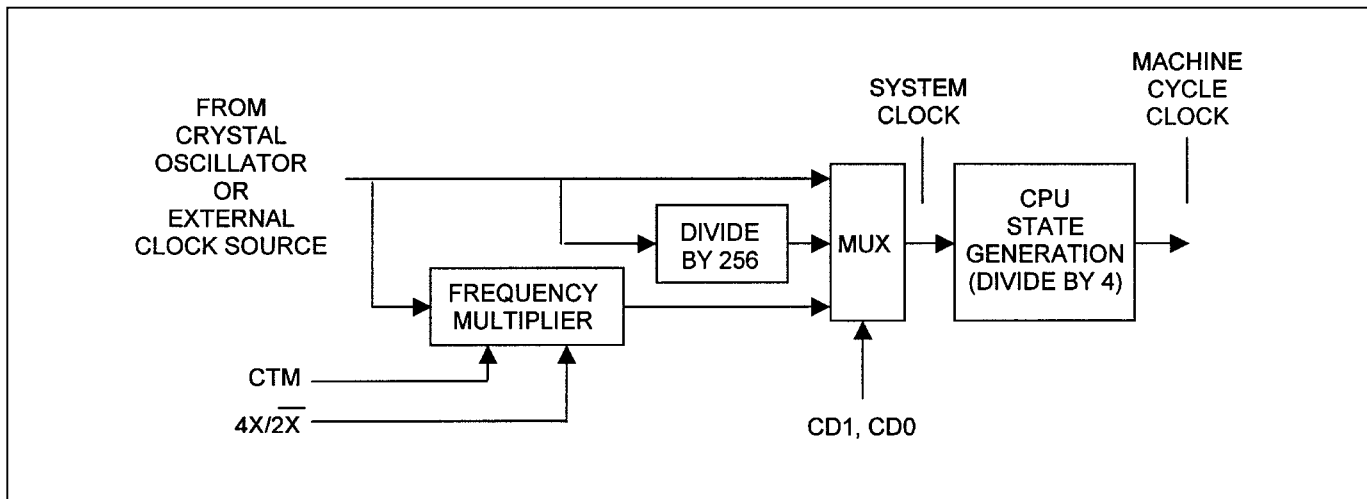 FROM
CRYSTAL
OSCILLATOR
OR
EXTERNAL
CLOCK SOURCE
SYSTEM
CLOCK
MACHINE
CYCLE
CLOCK
DIVIDE
BY 256
FREQUENCY
MULTIPLIER
MUX
CPU
STATE
GENERATION
(DIVIDE BY 4)
CTM
4X/2X̅
CD1, CD0